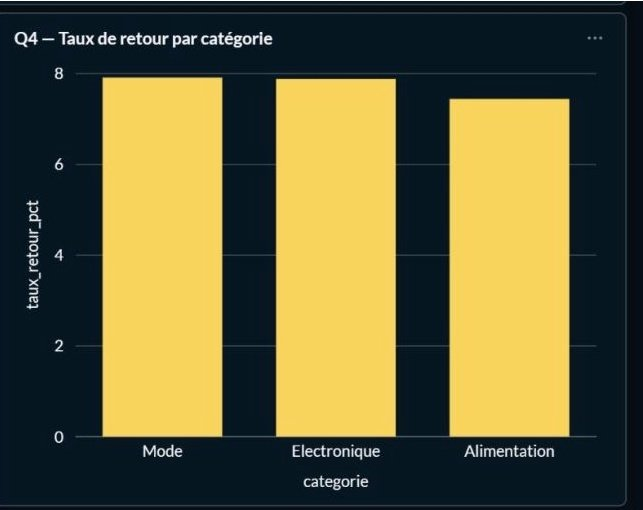 Q4 — Taux de retour par catégorie
...
8
6
4
2
0
taux_retour_pct
Mode
Electronique
Alimentation
categorie